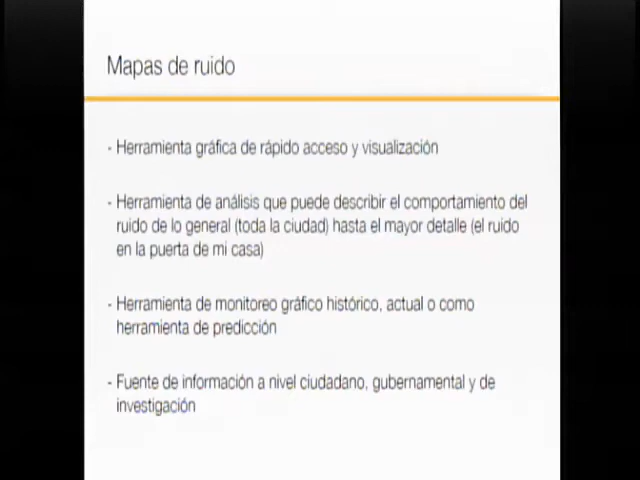 Mapas de ruido
- Herramienta gráfica de rápido acceso y visualización
- Herramienta de análisis que puede describir el comportamiento del
ruido de lo general (toda la ciudad) hasta el mayor detalle (el ruido
en la puerta de mi casa)
- Herramienta de monitoreo gráfico histórico, actual o como
herramienta de predicción
- Fuente de información a nivel ciudadano, gubernamental y de
investigación